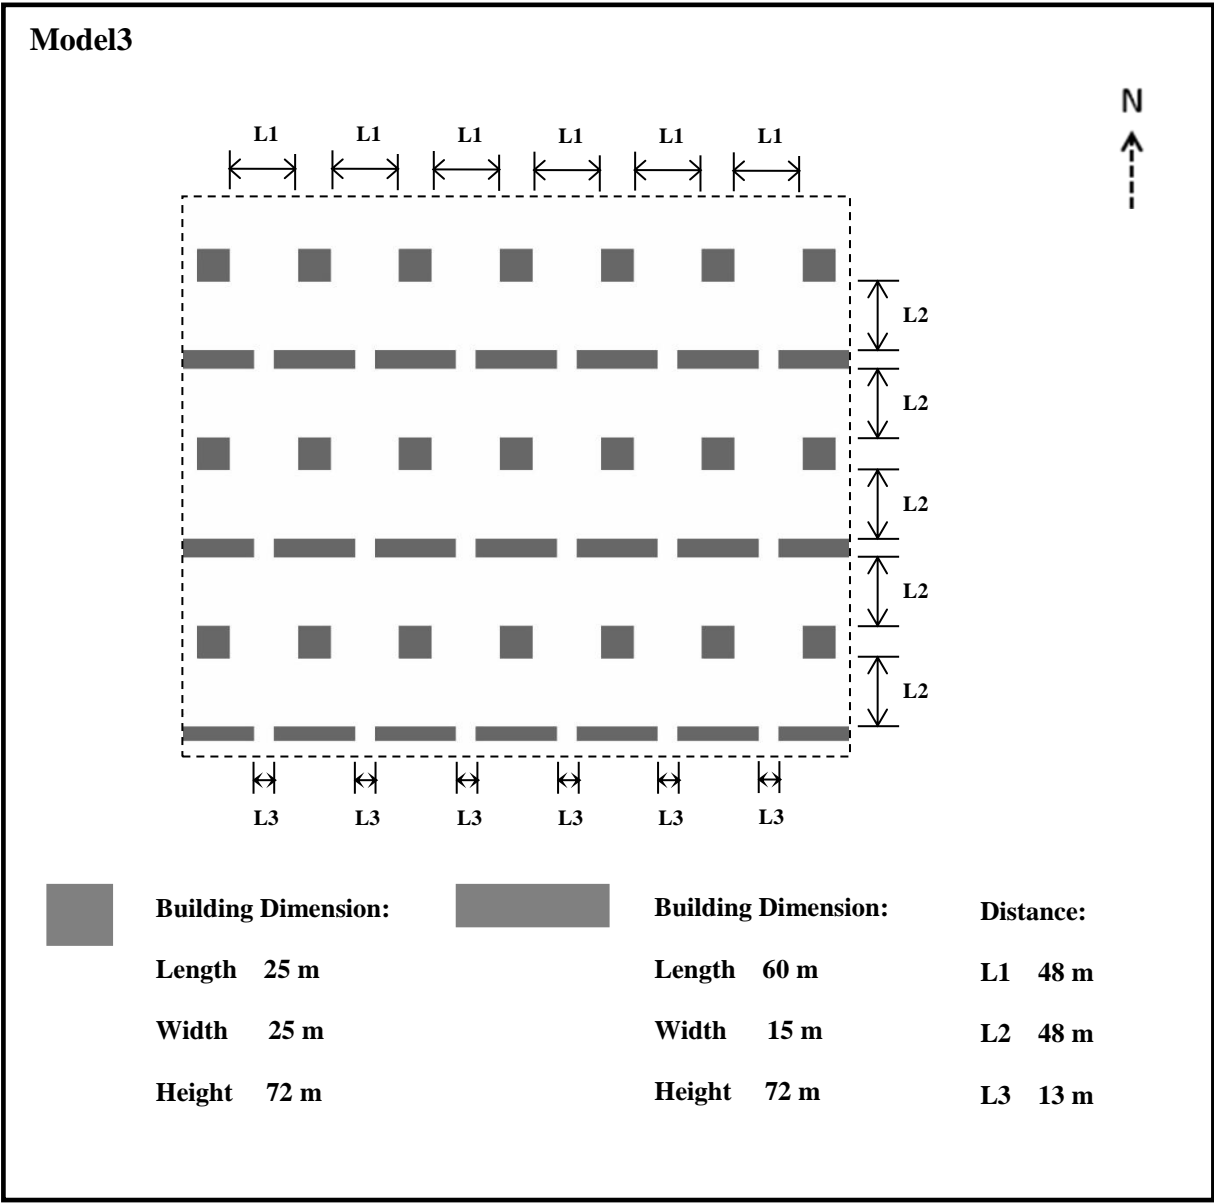 Model3
N
L1 L1 L1 L1 L1 L1
L2
L2
L2
L2
L2
L3 L3 L3 L3 L3 L3
Building Dimension: Building Dimension: Distance:
Length 25 m Length 60 m L1 48 m
Width 25 m Width 15 m L2 48 m
Height 72 m Height 72 m L3 13 m